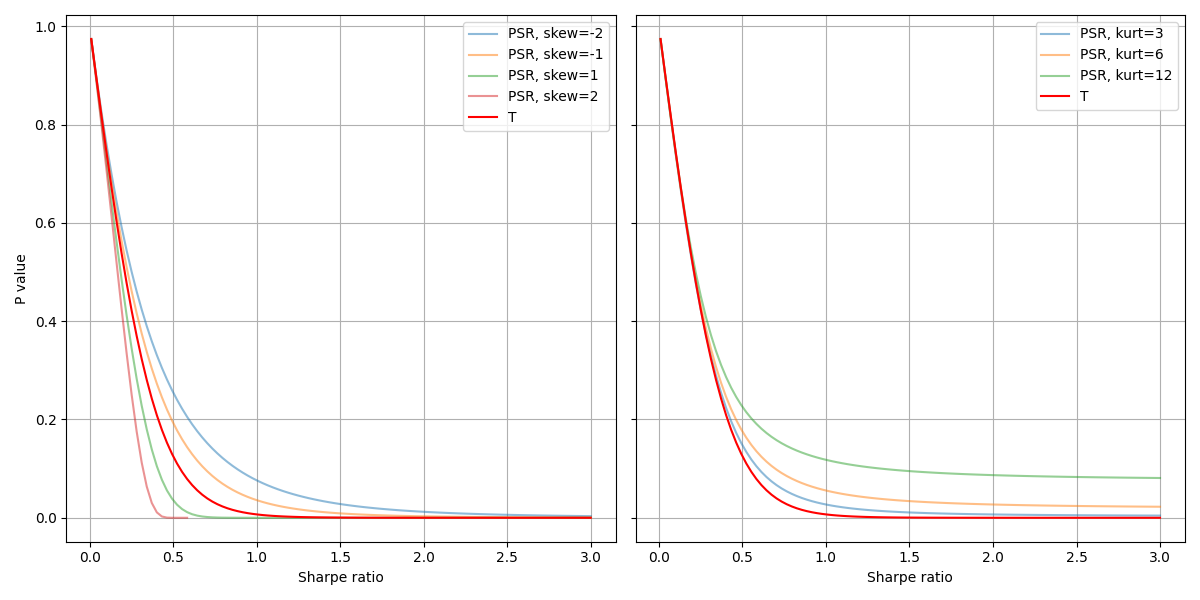 PSR, skew=-2
PSR, skew=-1
PSR, skew=1
PSR, skew=2
T
1.0
0.8
0.6
0.4
0.2
0.0
P value
0.0 0.5 1.0 1.5 2.0 2.5 3.0
Sharpe ratio
PSR, kurt=3
PSR, kurt=6
PSR, kurt=12
T
0.0 0.5 1.0 1.5 2.0 2.5 3.0
Sharpe ratio